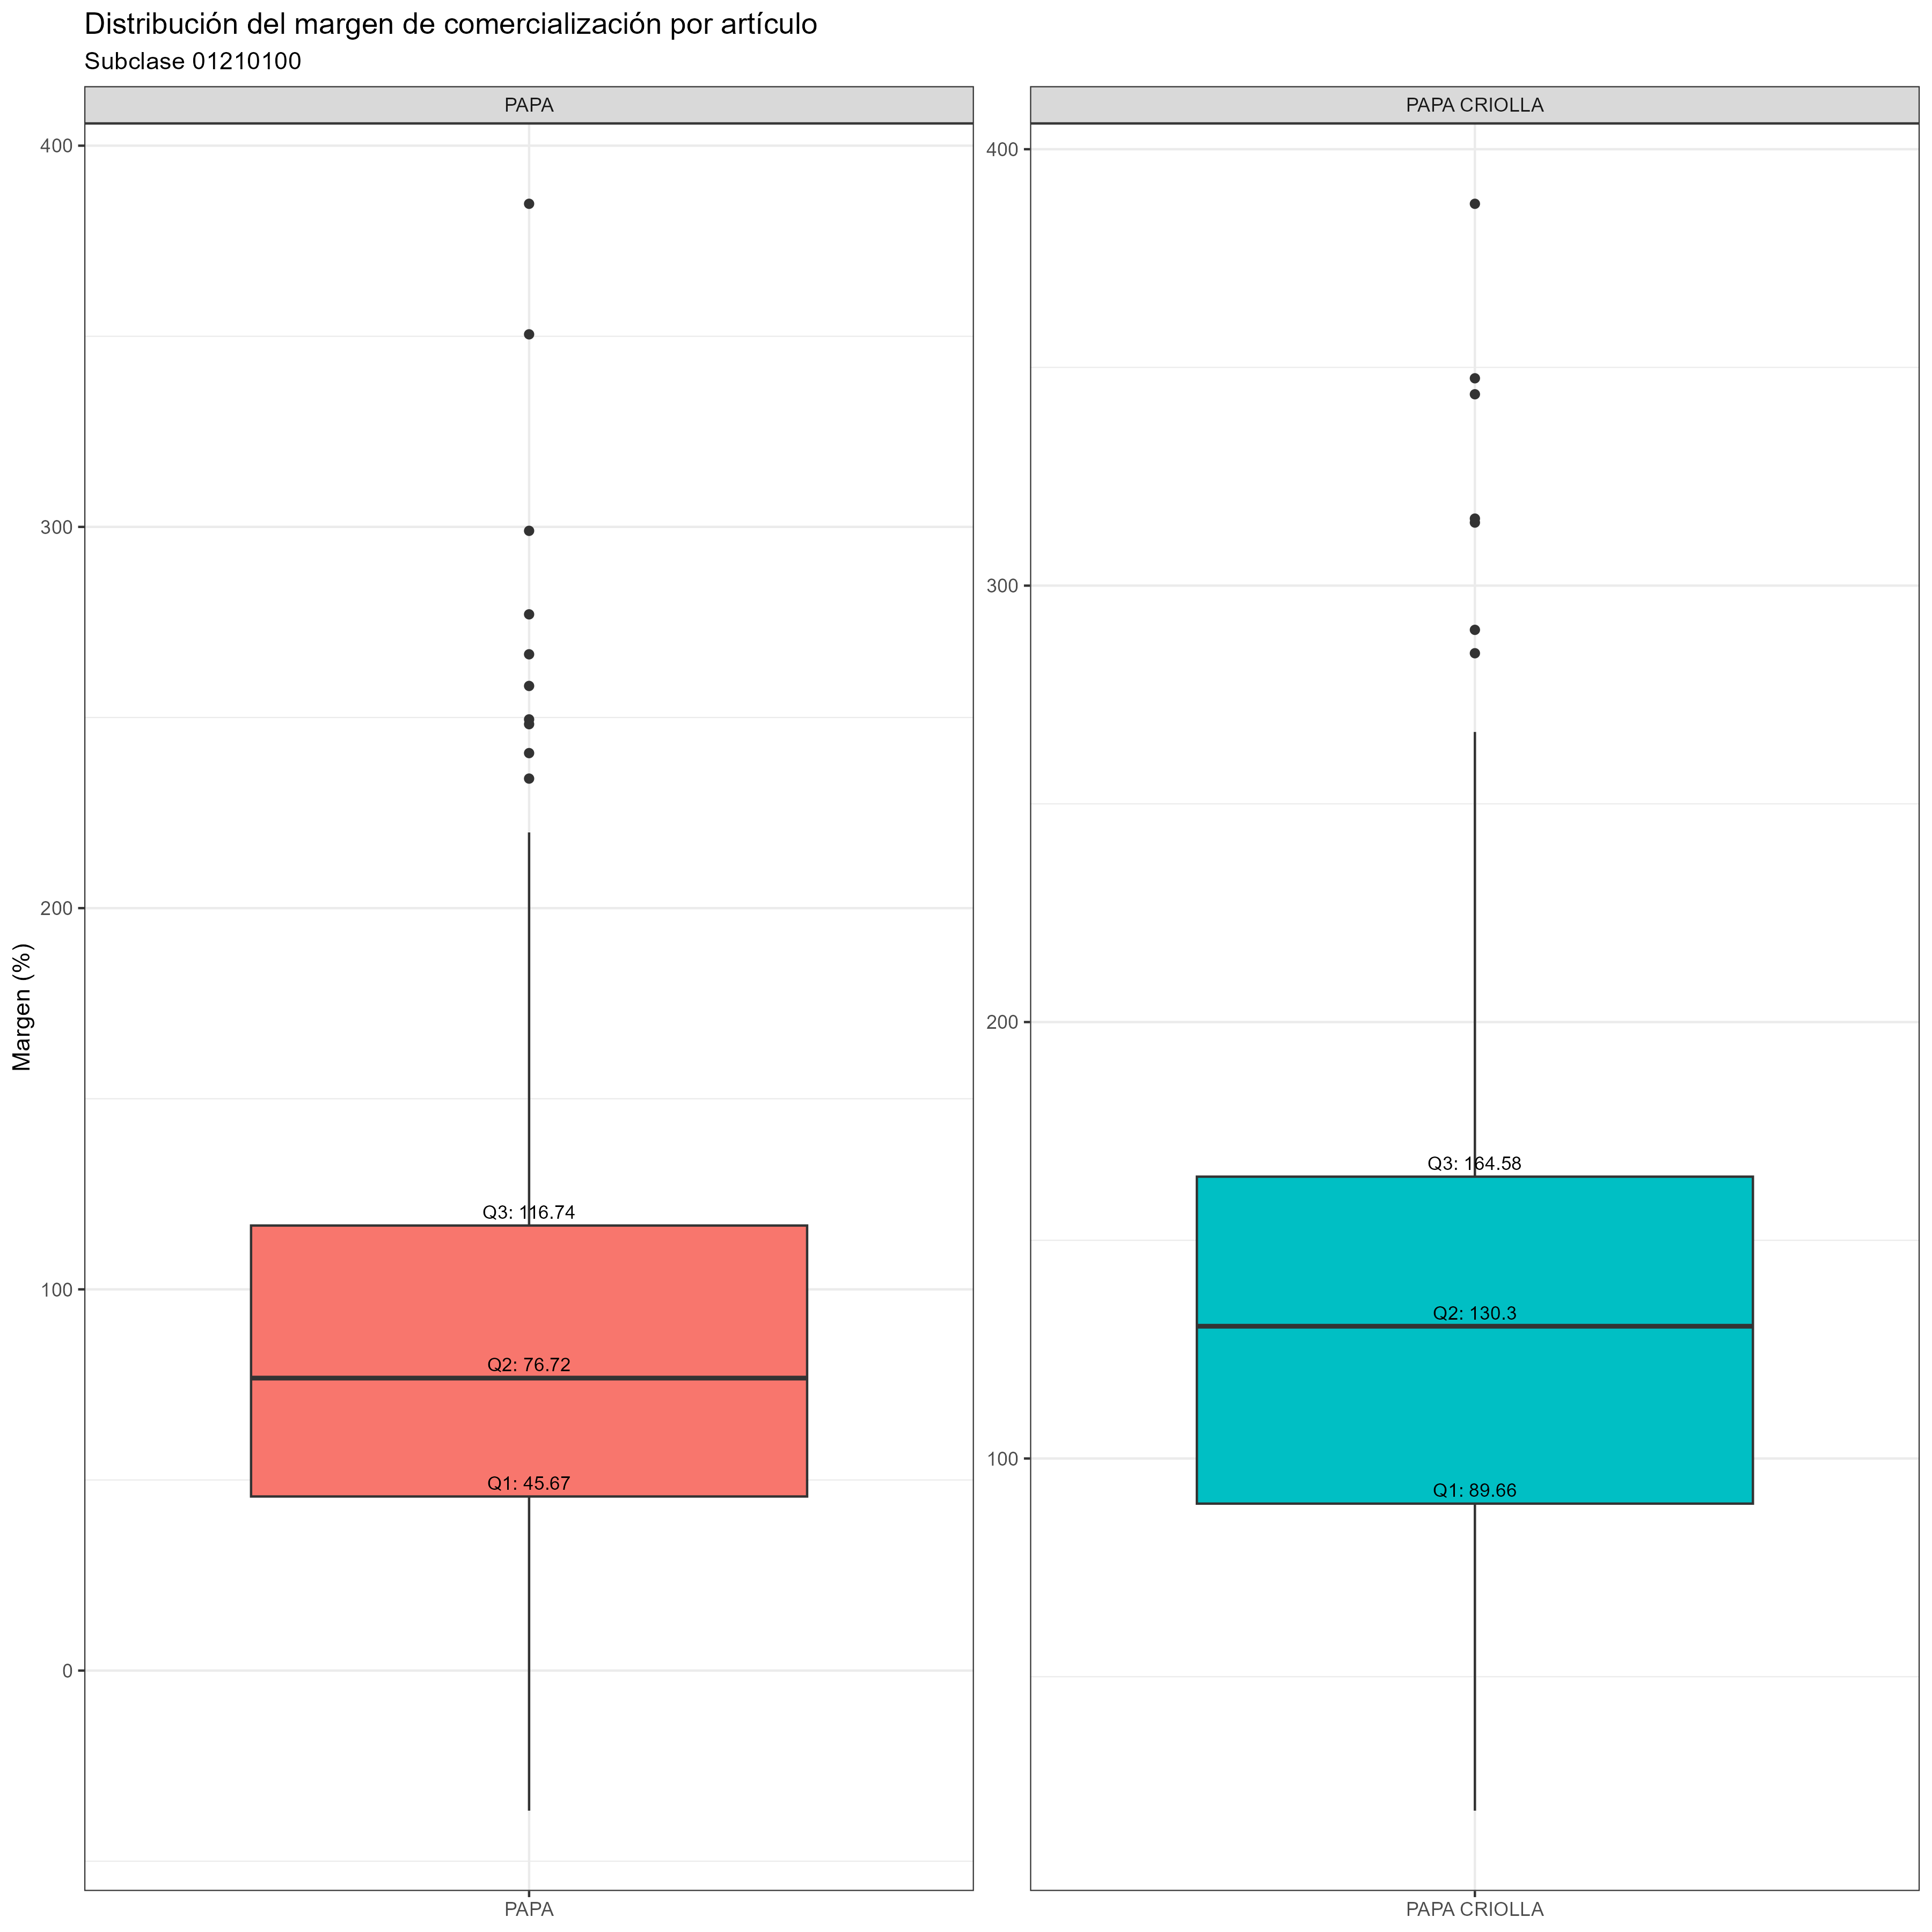 Distribución del margen de comercialización por artículo
Subclase 01210100
PAPA
PAPA CRIOLLA
Margen (%)
400
300
200
100
0
Q3: 116.74
Q2: 76.72
Q1: 45.67
PAPA
400
300
200
100
Q3: 164.58
Q2: 130.3
Q1: 89.66
PAPA CRIOLLA